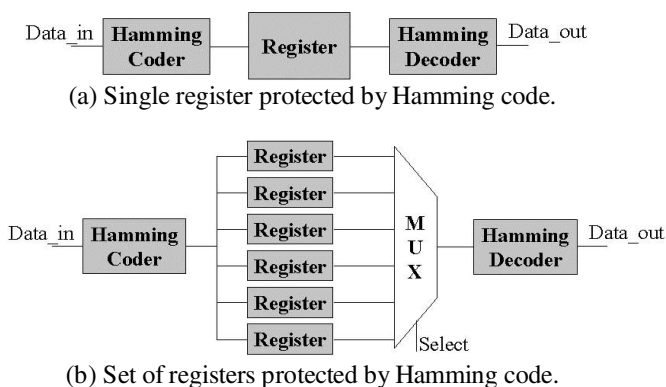 Data_in
Hamming
Coder
Register
Hamming
Decoder
Data_out
(a) Single register protected by Hamming code.
Register
Register
Register
Register
Register
Register
Data_in
Hamming
Coder
M
U
X
Hamming
Decoder
Data_out
Select
(b) Set of registers protected by Hamming code.